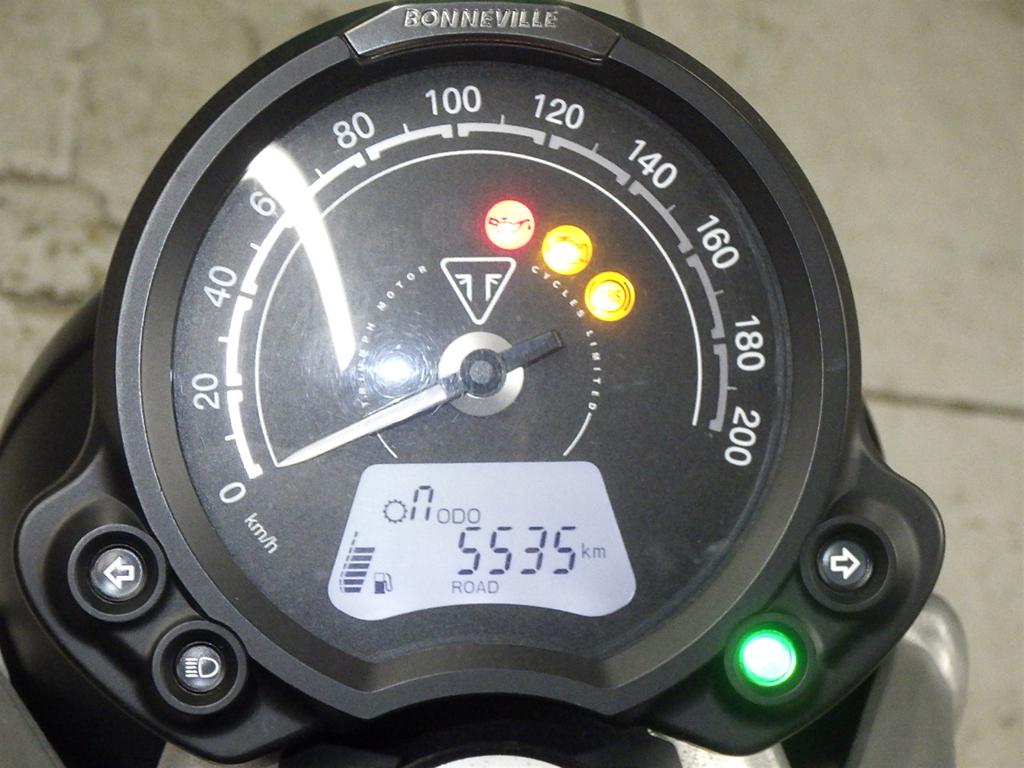 BONNEVILLE
0
20
40
6
80
100
120
140
160
180
200
km/h
TRIUMPH MOTOR CYCLES LIMITED
n ODO
5535 km
ROAD